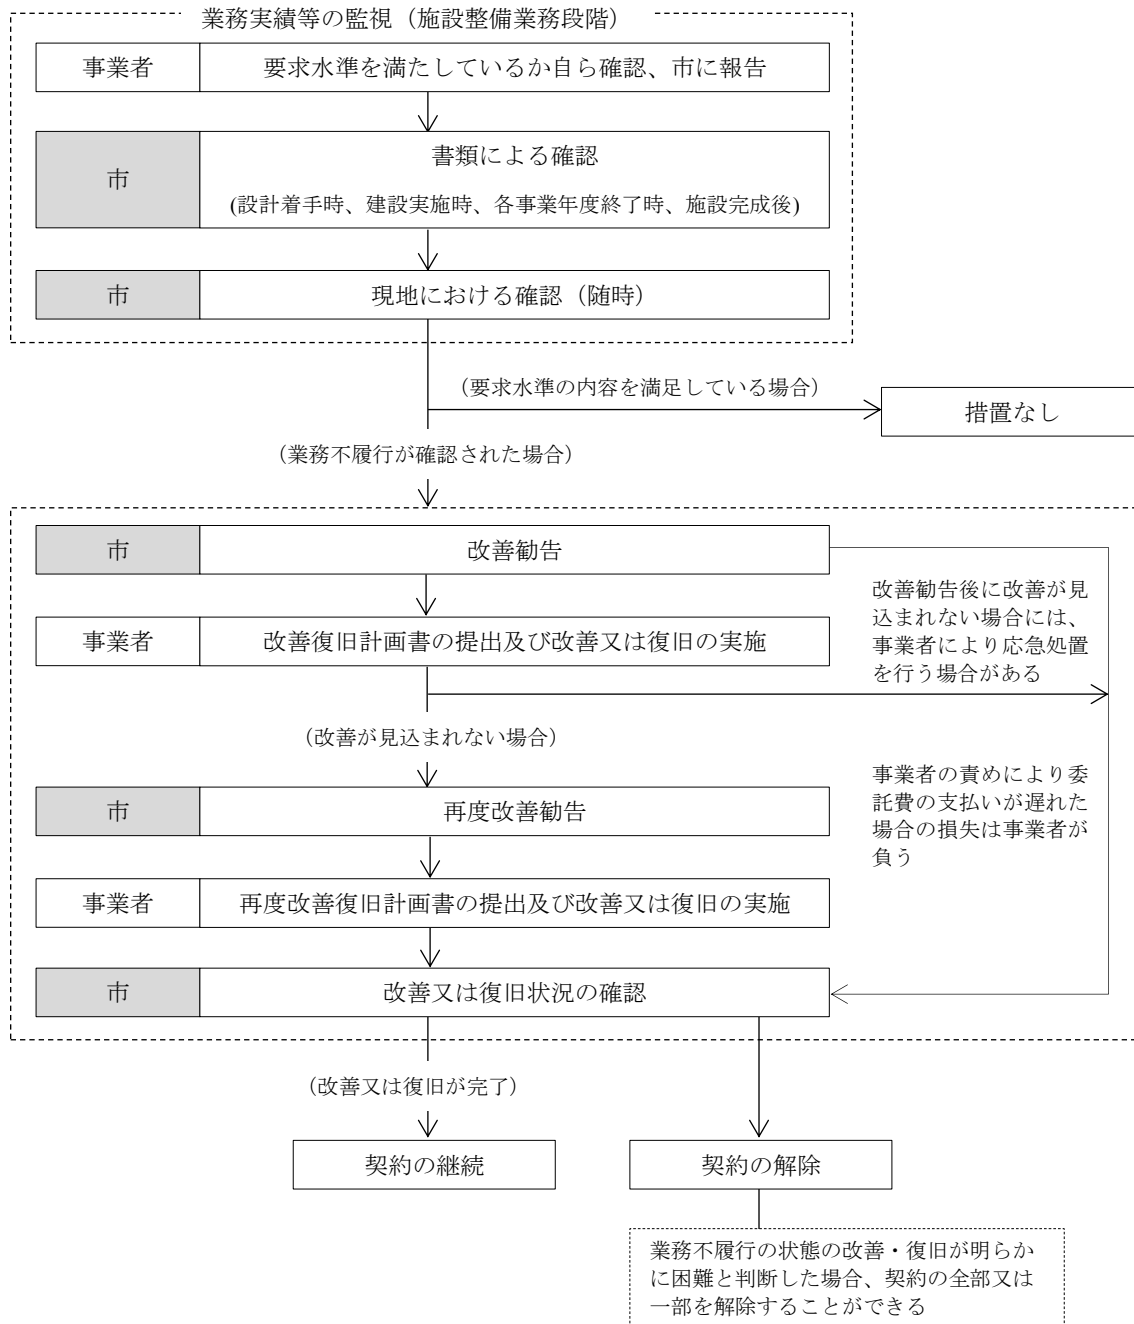 業務実績等の監視（施設整備業務段階）
事業者
要求水準を満たしているか自ら確認、市に報告
市
書類による確認
(設計着手時、建設実施時、各事業年度終了時、施設完成後)
市
現地における確認（随時）
（要求水準の内容を満足している場合）
措置なし
（業務不履行が確認された場合）
市
改善勧告
事業者
改善復旧計画書の提出及び改善又は復旧の実施
改善勧告後に改善が見
込まれない場合には、
事業者により応急処置
を行う場合がある
（改善が見込まれない場合）
市
再度改善勧告
事業者の責めにより委
託費の支払いが遅れた
場合の損失は事業者が
負う
事業者
再度改善復旧計画書の提出及び改善又は復旧の実施
市
改善又は復旧状況の確認
（改善又は復旧が完了）
契約の継続
契約の解除
業務不履行の状態の改善・復旧が明らか
に困難と判断した場合、契約の全部又は
一部を解除することができる